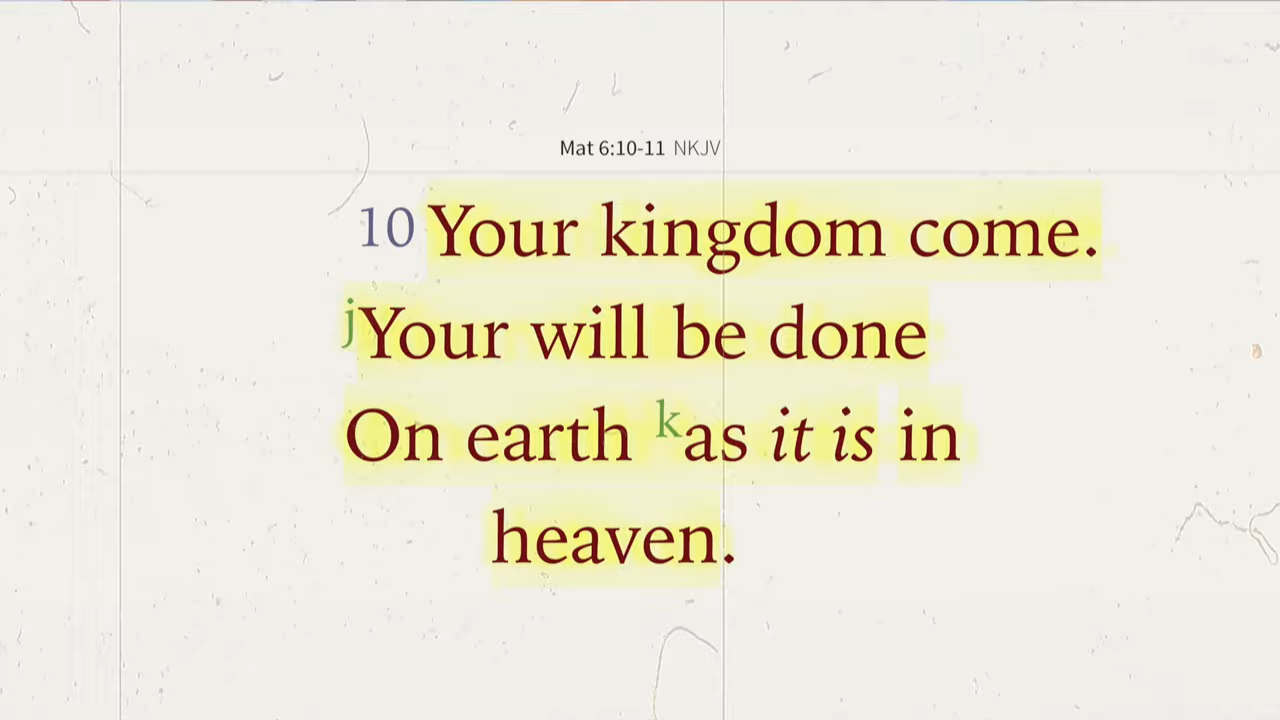 Mat 6:10-11 NKJV
10 Your kingdom come.
jYour will be done
On earth kas it is in
heaven.